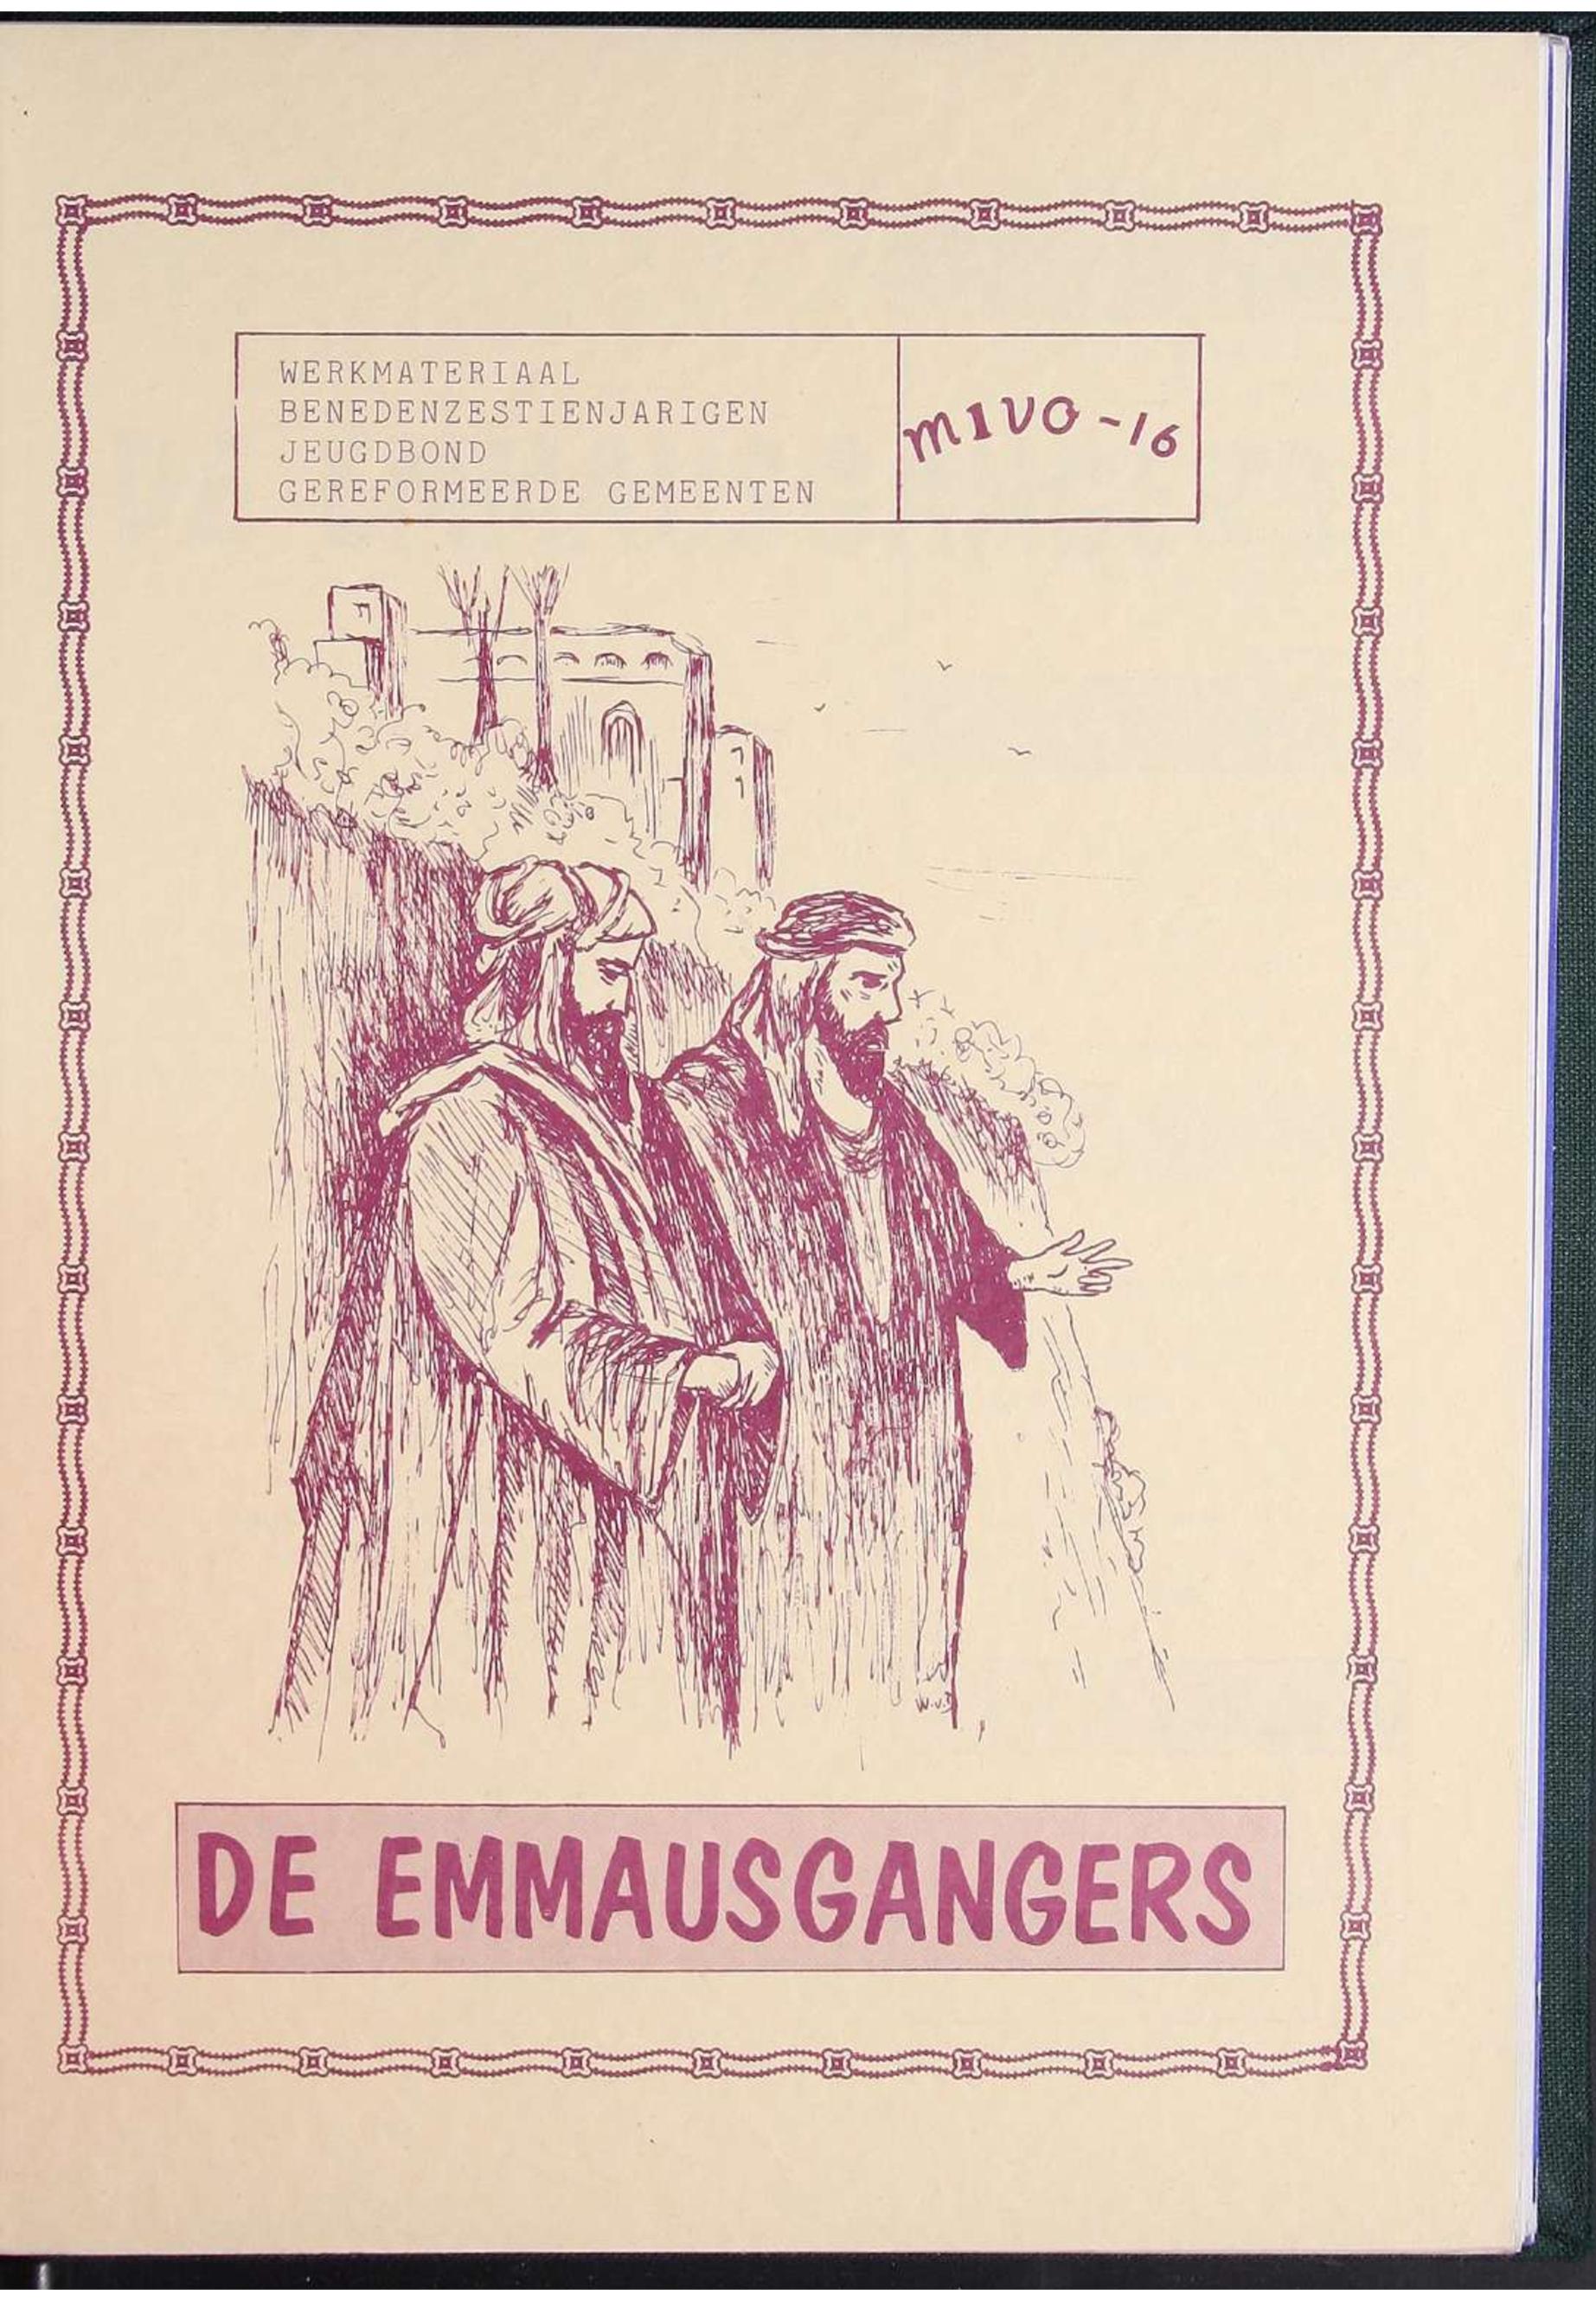 WERKMATERIAAL
BENEDENZESTIENJARIGEN
JEUGDBOND
GEREFORMEERDE GEMEENTEN
MIVO-16
DE EMMAUSGANGERS